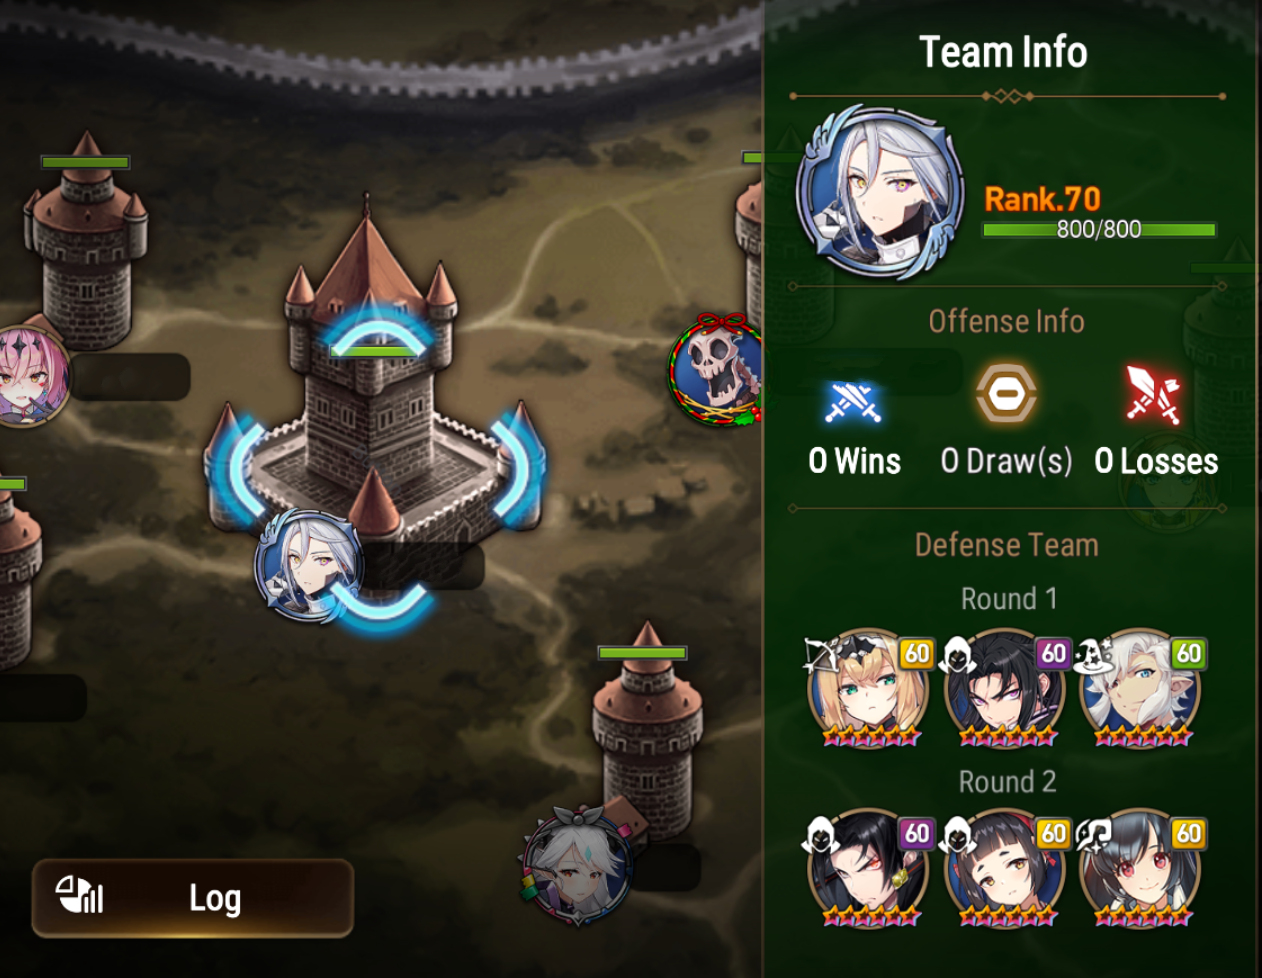 Team Info
Rank.70
800/800
Offense Info
0 Wins
0 Draw(s)
0 Losses
Defense Team
Round 1
60
60
60
Round 2
60
60
60
Log